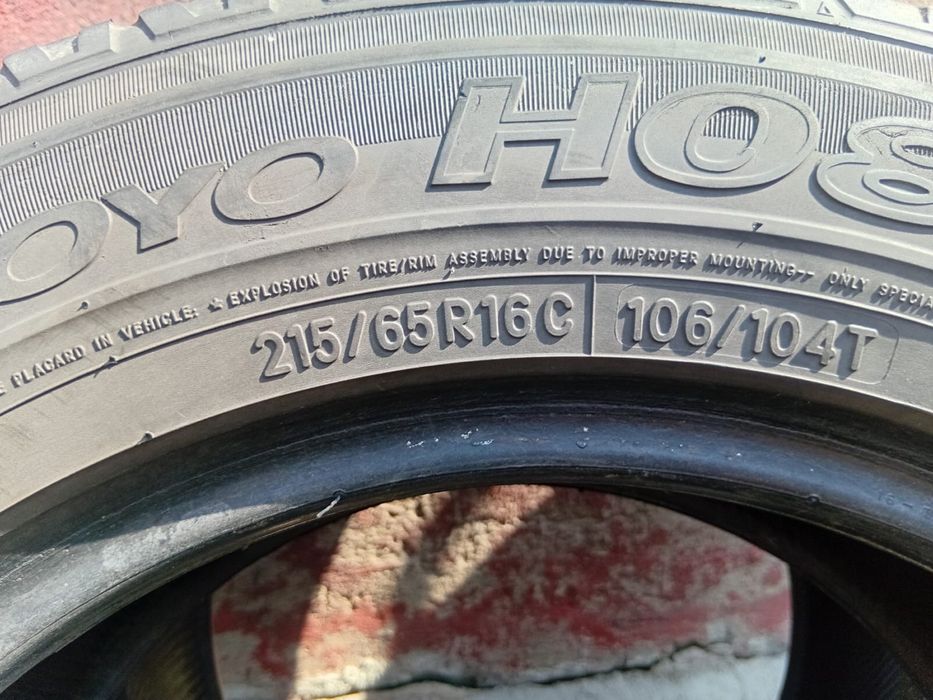 OYO H08
PLACARD IN VEHICLE. ★ EXPLOSION OF TIRE/RIM ASSEMBLY DUE TO IMPROPER MOUNTING-- ONLY SPECIA
215/65R16C 106/104T